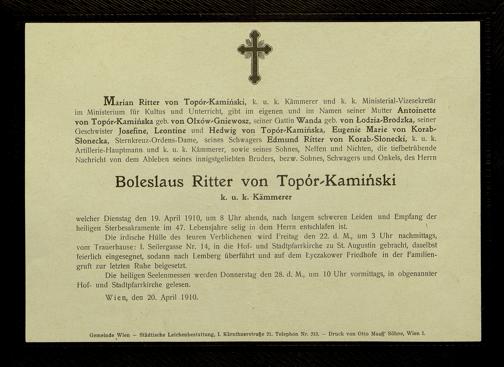 Marian Ritter von Topór-Kamiński, k. u. k. Kämmerer und k. k. Ministerial-Vizesekretär
im Ministerium für Kultus und Unterricht, gibt im eigenen und im Namen seiner Mutter Antoinette
von Topór-Kamińska geb. von Olxów-Gniewosz, seiner Gattin Wanda geb. von Łodzia-Brodzka, seiner
Geschwister Josefine, Leontine und Hedwig von Topór-Kamińska, Eugenie Marie von Korab-
Słonecka, Sternkreuz-Ordens-Dame, seines Schwagers Edmund Ritter von Korab-Słonecki, k. u. k.
Artillerie-Hauptmann und k. u. k. Kämmerer, sowie seines Sohnes, Neffen und Nichten, die tiefbetrübende
Nachricht von dem Ableben seines innigstgeliebten Bruders, bezw. Sohnes, Schwagers und Onkels, des Herrn
Boleslaus Ritter von Topór-Kamiński
k. u. k. Kämmerer
welcher Dienstag den 19. April 1910, um 8 Uhr abends, nach langem schweren Leiden und Empfang der
heiligen Sterbesakramente im 47. Lebensjahre selig in dem Herrn entschlafen ist.
Die irdische Hülle des teuren Verblichenen wird Freitag den 22. d. M., um 3 Uhr nachmittags,
vom Trauerhause: I. Seilergasse Nr. 14, in die Hof- und Stadtpfarrkirche zu St. Augustin gebracht, daselbst
feierlich eingesegnet, sodann nach Lemberg überführt und auf dem Łyczakower Friedhofe in der Familien-
gruft zur letzten Ruhe beigesetzt.
Die heiligen Seelenmessen werden Donnerstag den 28. d. M., um 10 Uhr vormittags, in obgenannter
Hof- und Stadtpfarrkirche gelesen.
Wien, den 20. April 1910.
Gemeinde Wien — Städtische Leichenbestattung, I. Kärnthnerstraße 21. Telephon Nr. 713. — Druck von Otto Maaß' Söhne, Wien I.